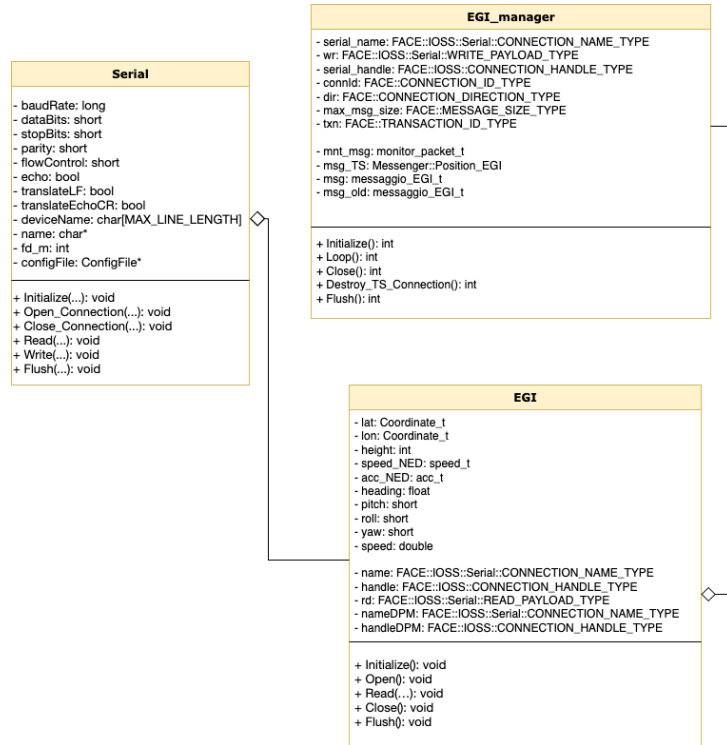 EGI_manager
- serial_name: FACE::IOSS::Serial::CONNECTION_NAME_TYPE
- wr: FACE::IOSS::Serial::WRITE_PAYLOAD_TYPE
- serial_handle: FACE::IOSS::CONNECTION_HANDLE_TYPE
- connId: FACE::CONNECTION_ID_TYPE
- dir: FACE::CONNECTION_DIRECTION_TYPE
- max_msg_size: FACE::MESSAGE_SIZE_TYPE
- txn: FACE::TRANSACTION_ID_TYPE
- mnt_msg: monitor_packet_t
- msg_TS: Messenger::Position_EGI
- msg: messaggio_EGI_t
- msg_old: messaggio_EGI_t
+ Initialize(): int
+ Loop(): int
+ Close(): int
+ Destroy_TS_Connection(): int
+ Flush(): int
Serial
- baudRate: long
- dataBits: short
- stopBits: short
- parity: short
- flowControl: short
- echo: bool
- translateLF: bool
- translateEchoCR: bool
- deviceName: char[MAX_LINE_LENGTH]
- name: char*
- fd_m: int
- configFile: ConfigFile*
+ Initialize(...): void
+ Open_Connection(...): void
+ Close_Connection(...): void
+ Read(...): void
+ Write(...): void
+ Flush(...): void
EGI
- lat: Coordinate_t
- lon: Coordinate_t
- height: int
- speed_NED: speed_t
- acc_NED: acc_t
- heading: float
- pitch: short
- roll: short
- yaw: short
- speed: double
- name: FACE::IOSS::Serial::CONNECTION_NAME_TYPE
- handle: FACE::IOSS::CONNECTION_HANDLE_TYPE
- rd: FACE::IOSS::Serial::READ_PAYLOAD_TYPE
- nameDPM: FACE::IOSS::Serial::CONNECTION_NAME_TYPE
- handleDPM: FACE::IOSS::CONNECTION_HANDLE_TYPE
+ Initialize(): void
+ Open(): void
+ Read(...): void
+ Close(): void
+ Flush(): void